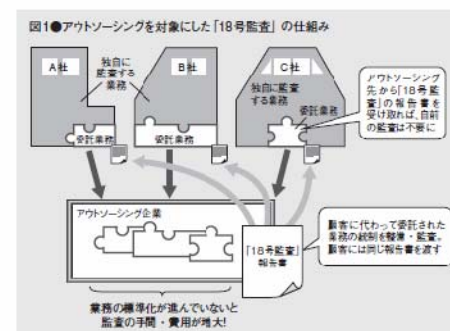 図1●アウトソーシングを対象にした「18号監査」の仕組み
A社
独自に
監査する
業務
B社
C社
独自に監査
する業務
委託業務
アウトソーシング
先から「18号監
査」の報告書を
受け取れば、自前
の監査は不要に
委託業務
委託業務
アウトソーシング企業
「18号監査」
報告書
顧客に代わって委託された
業務の統制を整備・監査。
顧客には同じ報告書を渡す
業務の標準化が進んでいないと
監査の手間・費用が増大!